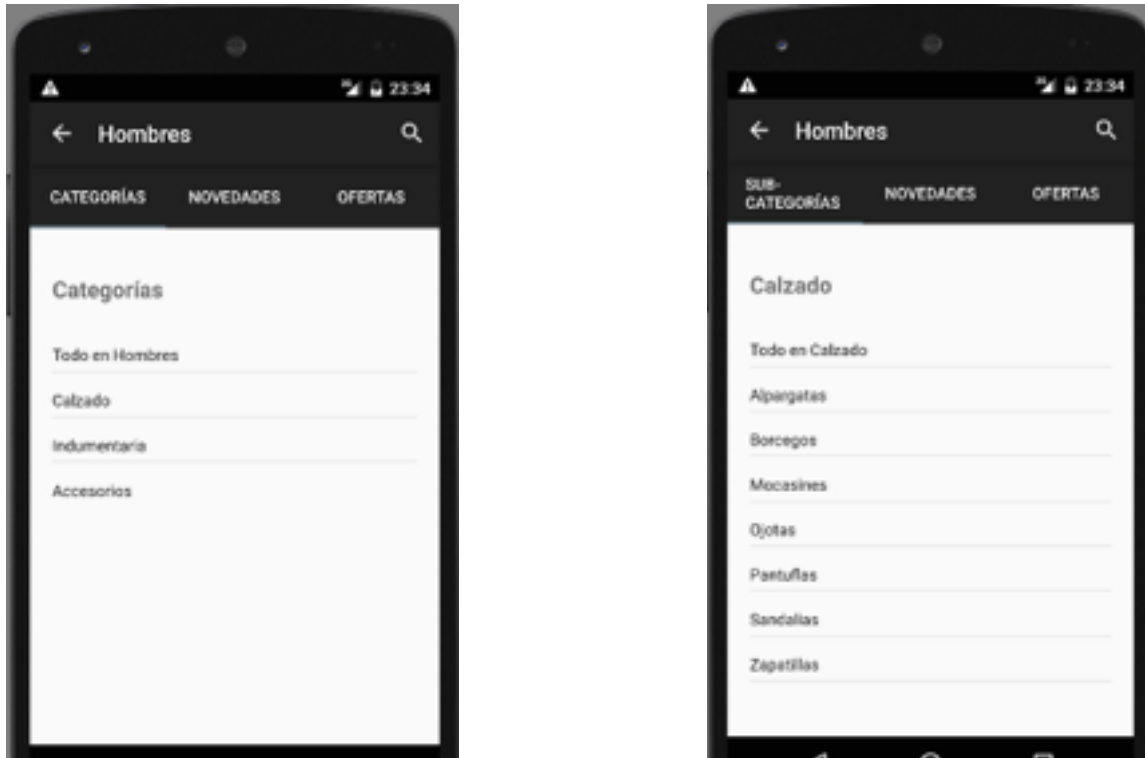 23:34
Hombres
CATEGORÍAS NOVEDADES OFERTAS
Categorías
Todo en Hombres
Calzado
Indumentaria
Accesorios
23:34
Hombres
SUB-
CATEGORÍAS NOVEDADES OFERTAS
Calzado
Todo en Calzado
Alpargatas
Borcegos
Mocasines
Ojotas
Pantuflas
Sandalias
Zapatillas